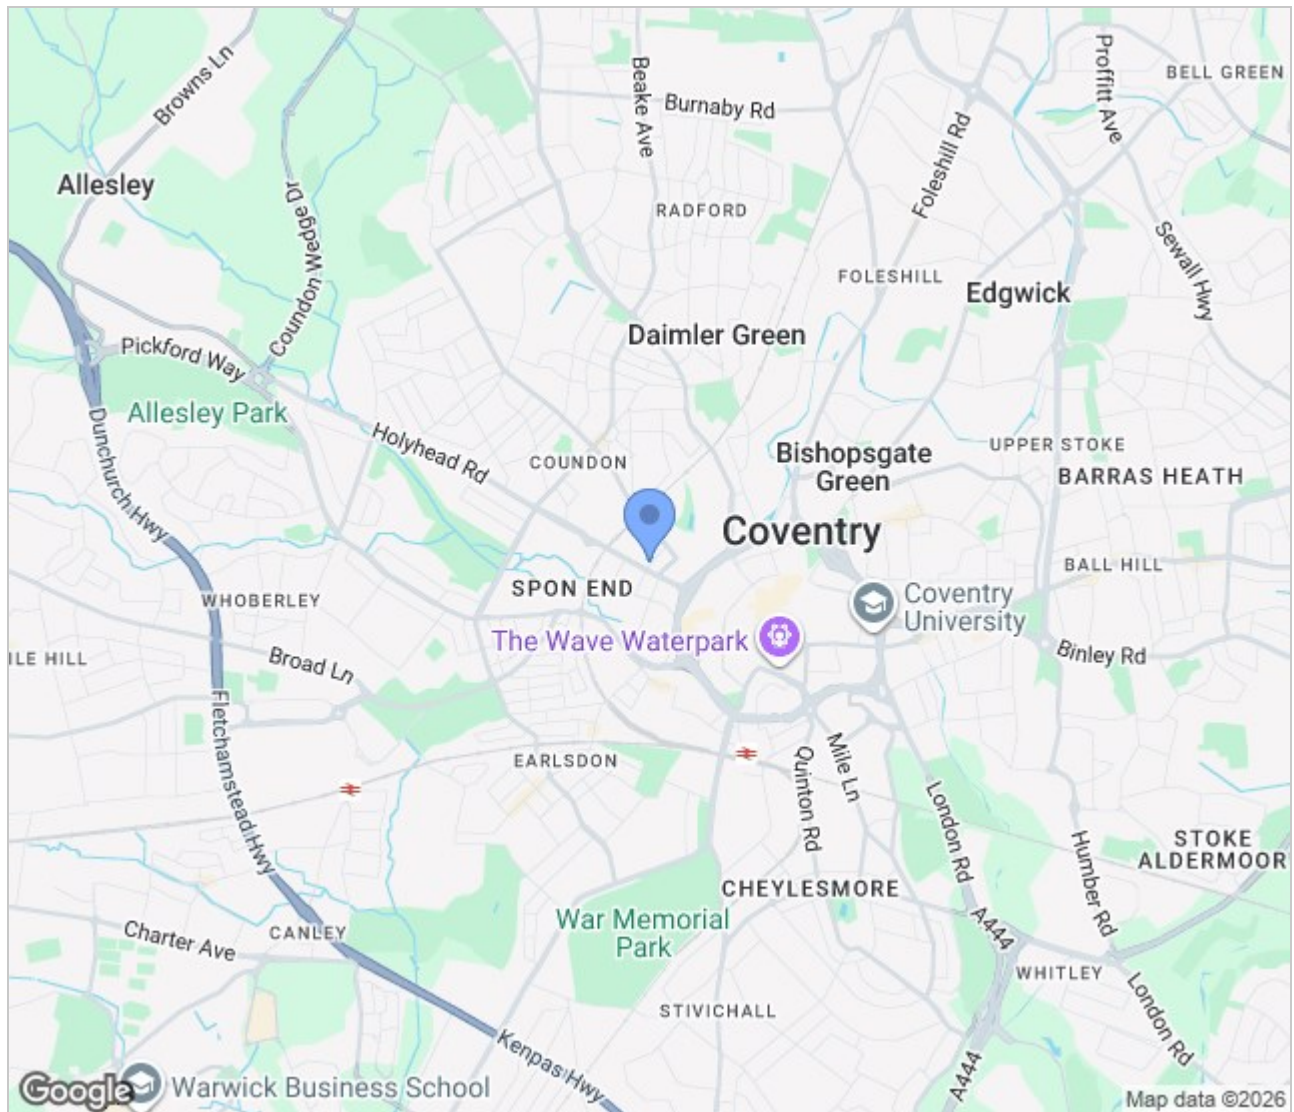 Browns Ln
Beake Ave
Burnaby Rd
Proffitt Ave
BELL GREEN
Foleshill Rd
Allesley
Coundon Wedge Dr
RADFORD
Sewall Hwy
FOLESHILL
Edgwick
Daimler Green
Pickford Way
Allesley Park
Dunchurch Hwy
Holyhead Rd
COUNDON
Bishopsgate
Green
UPPER STOKE
BARRAS HEATH
Coventry
BALL HILL
SPON END
WHOBERLEY
Coventry
University
The Wave Waterpark
ILE HILL
Broad Ln
Binley Rd
Fletchamstead Hwy
EARLSDON
Quinton Rd
Mile Ln
London Rd
Humber Rd
STOKE
ALDERMOOR
CHEYLESMORE
War Memorial
Park
A444
Charter Ave
CANLEY
WHITLEY
London Rd
STIVICHALL
Kenpas Hwy
A444
Google
Warwick Business School
Map data ©2026